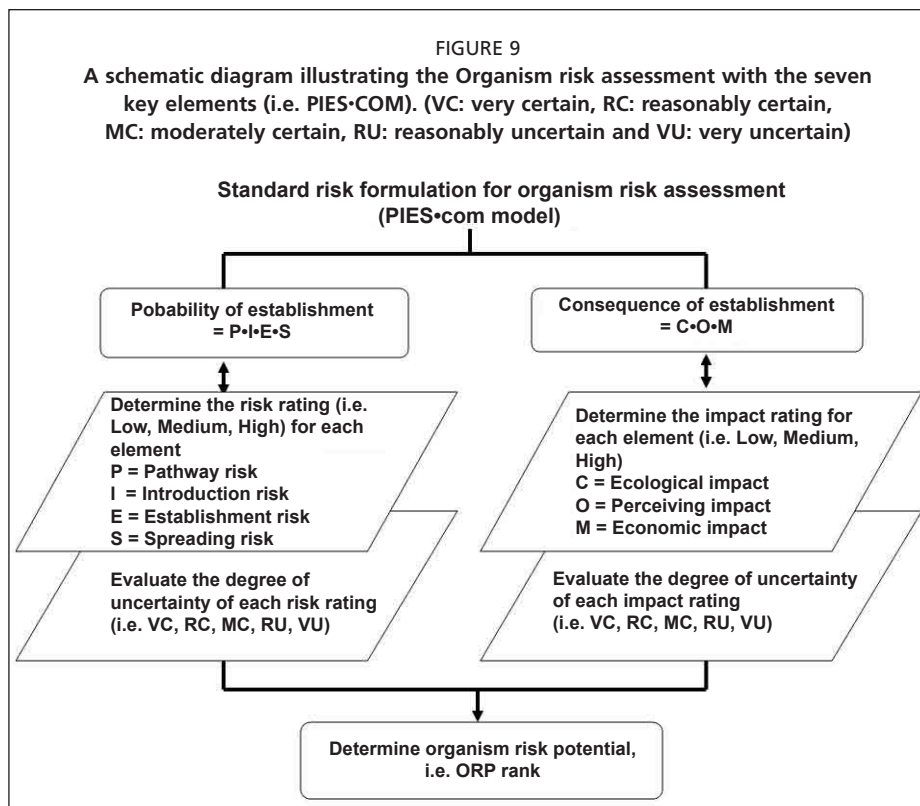 FIGURE 9
A schematic diagram illustrating the Organism risk assessment with the seven
key elements (i.e. PIES•COM). (VC: very certain, RC: reasonably certain,
MC: moderately certain, RU: reasonably uncertain and VU: very uncertain)
Standard risk formulation for organism risk assessment
(PIES•com model)
Pobability of establishment
= P•I•E•S
Consequence of establishment
= C•O•M
Determine the risk rating (i.e.
Low, Medium, High) for each
element
P = Pathway risk
I = Introduction risk
E = Establishment risk
S = Spreading risk
Determine the impact rating for
each element (i.e. Low, Medium,
High)
C = Ecological impact
O = Perceiving impact
M = Economic impact
Evaluate the degree of
uncertainty of each risk rating
(i.e. VC, RC, MC, RU, VU)
Evaluate the degree of uncertainty
of each impact rating
(i.e. VC, RC, MC, RU, VU)
Determine organism risk potential,
i.e. ORP rank